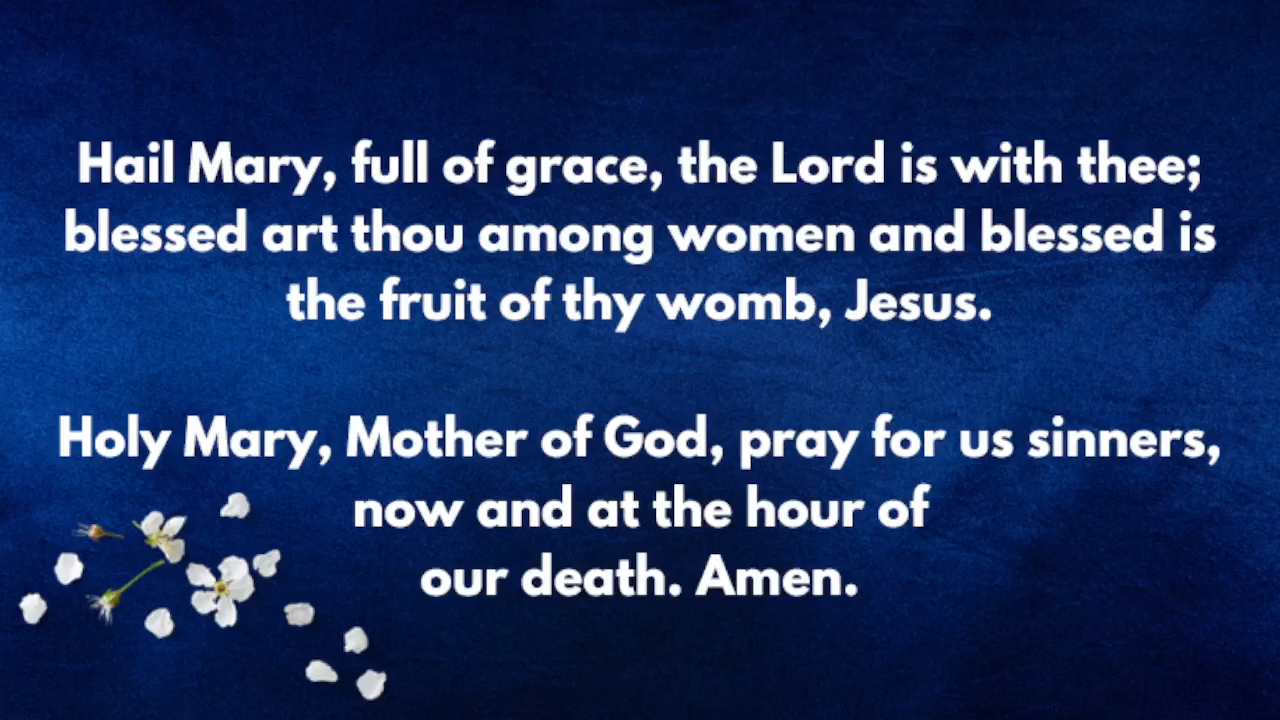 Hail Mary, full of grace, the Lord is with thee;
blessed art thou among women and blessed is
the fruit of thy womb, Jesus.
Holy Mary, Mother of God, pray for us sinners,
now and at the hour of
our death. Amen.